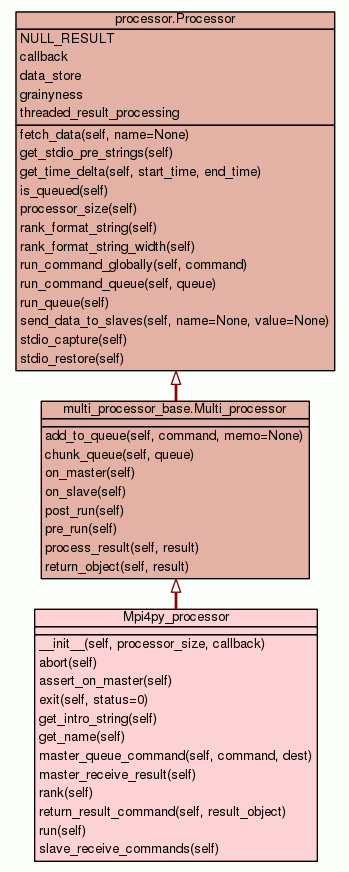 processor.Processor
NULL_RESULT
callback
data_store
grainyness
threaded_result_processing
fetch_data(self, name=None)
get_stdio_pre_strings(self)
get_time_delta(self, start_time, end_time)
is_queued(self)
processor_size(self)
rank_format_string(self)
rank_format_string_width(self)
run_command_globally(self, command)
run_command_queue(self, queue)
run_queue(self)
send_data_to_slaves(self, name=None, value=None)
stdio_capture(self)
stdio_restore(self)
multi_processor_base.Multi_processor
add_to_queue(self, command, memo=None)
chunk_queue(self, queue)
on_master(self)
on_slave(self)
post_run(self)
pre_run(self)
process_result(self, result)
return_object(self, result)
Mpi4py_processor
__init__(self, processor_size, callback)
abort(self)
assert_on_master(self)
exit(self, status=0)
get_intro_string(self)
get_name(self)
master_queue_command(self, command, dest)
master_receive_result(self)
rank(self)
return_result_command(self, result_object)
run(self)
slave_receive_commands(self)